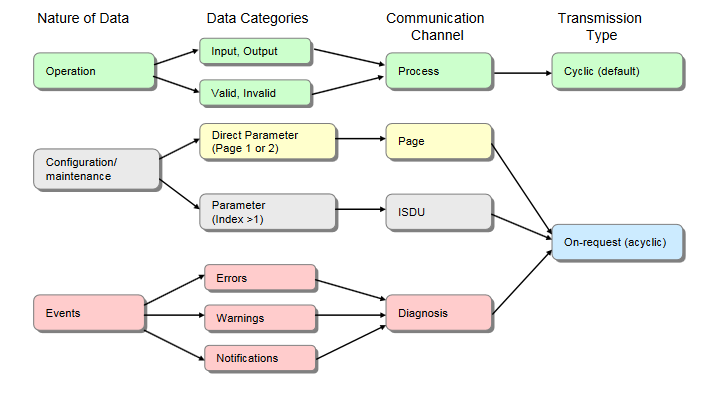 Nature of Data
Data Categories
Communication
Channel
Transmission
Type
Operation
Input, Output
Valid, Invalid
Process
Cyclic (default)
Configuration/
maintenance
Direct Parameter
(Page 1 or 2)
Page
Parameter
(Index >1)
ISDU
On-request (acyclic)
Events
Errors
Warnings
Notifications
Diagnosis